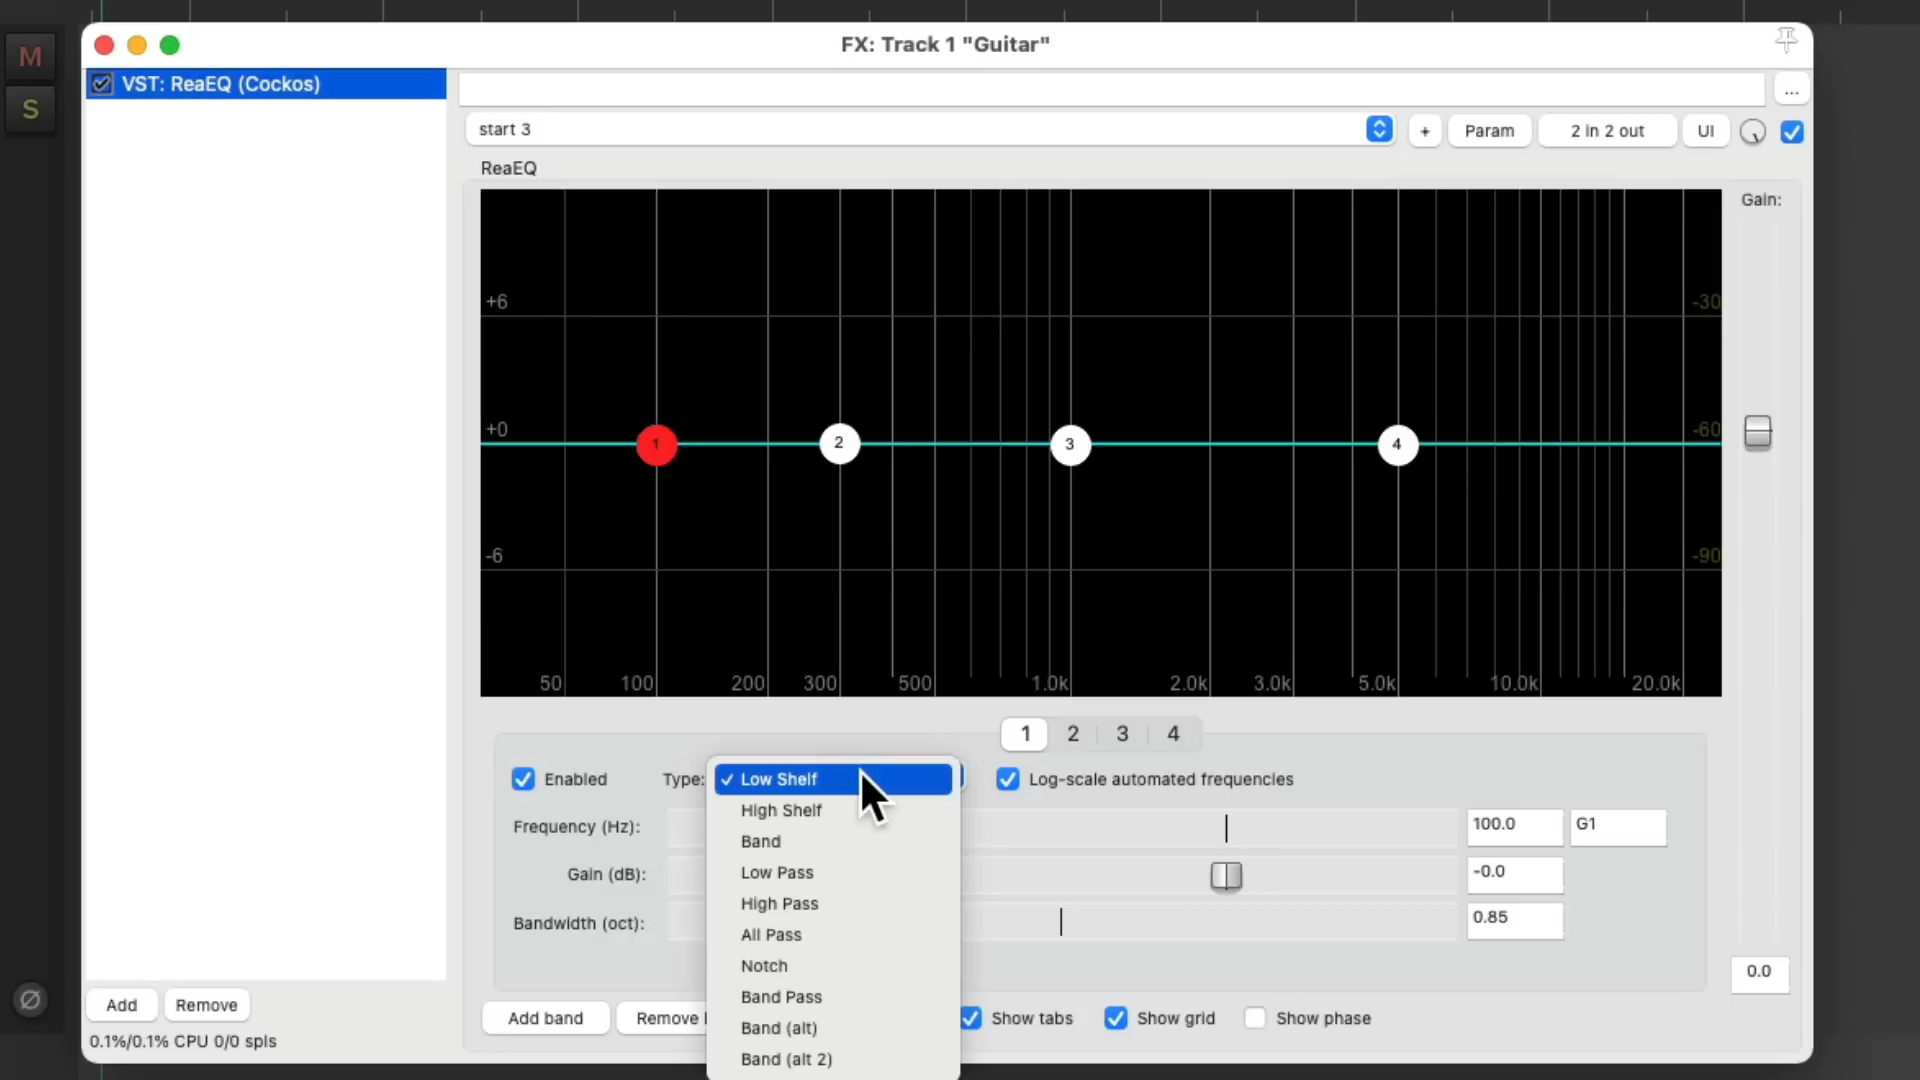 FX: Track 1 "Guitar"
M
S
VST: ReaEQ (Cockos)
...
start 3
+
Param
2 in 2 out
UI
ReaEQ
Gain:
+6
-30
+0
-60
-6
-90
1
2
3
4
50
100
200
300
500
1.0k
2.0k
3.0k
5.0k
10.0k
20.0k
1
2
3
4
Enabled
Type:
Low Shelf
High Shelf
Band
Low Pass
High Pass
All Pass
Notch
Band Pass
Band (alt)
Band (alt 2)
Log-scale automated frequencies
Frequency (Hz):
100.0
G1
Gain (dB):
-0.0
Bandwidth (oct):
0.85
0.0
Add
Remove
Add band
Remove
Show tabs
Show grid
Show phase
0.1%/0.1% CPU 0/0 spls